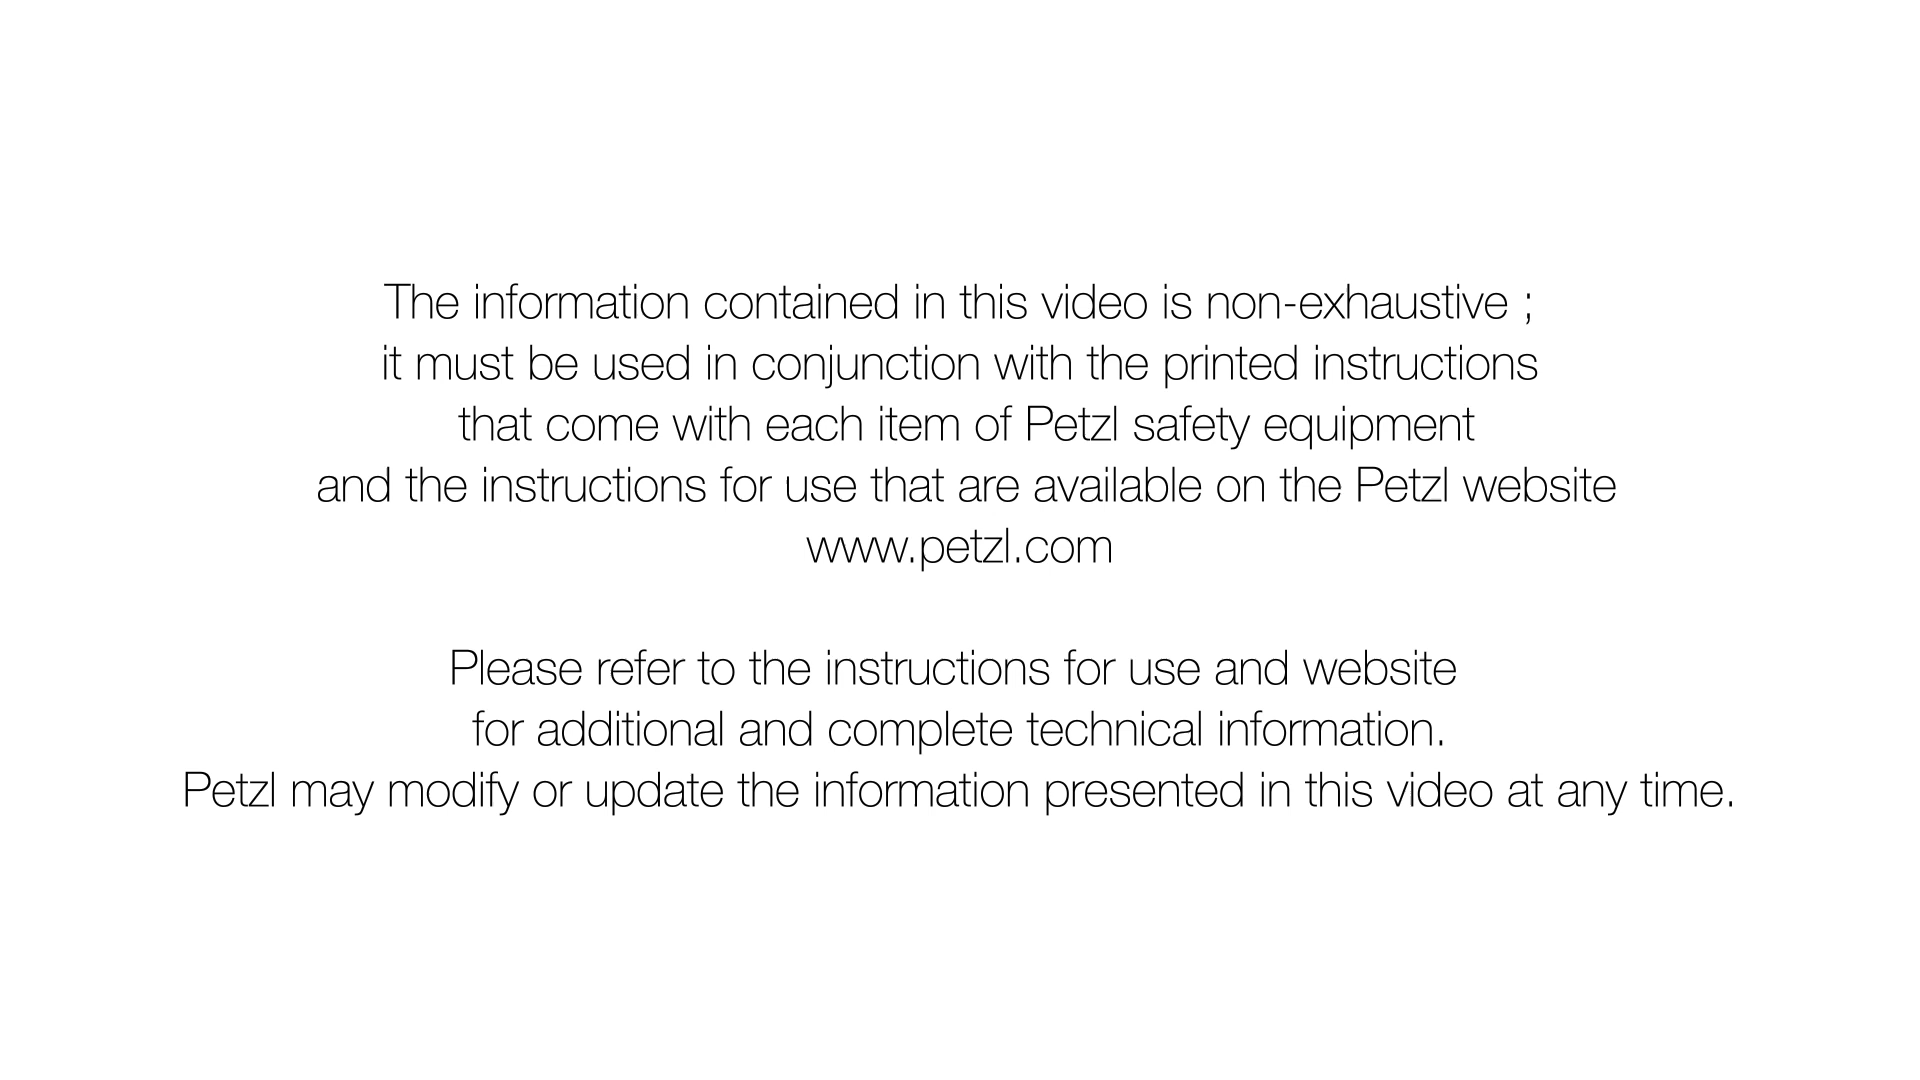 The information contained in this video is non-exhaustive ;
it must be used in conjunction with the printed instructions
that come with each item of Petzl safety equipment
and the instructions for use that are available on the Petzl website
www.petzl.com
Please refer to the instructions for use and website
for additional and complete technical information.
Petzl may modify or update the information presented in this video at any time.